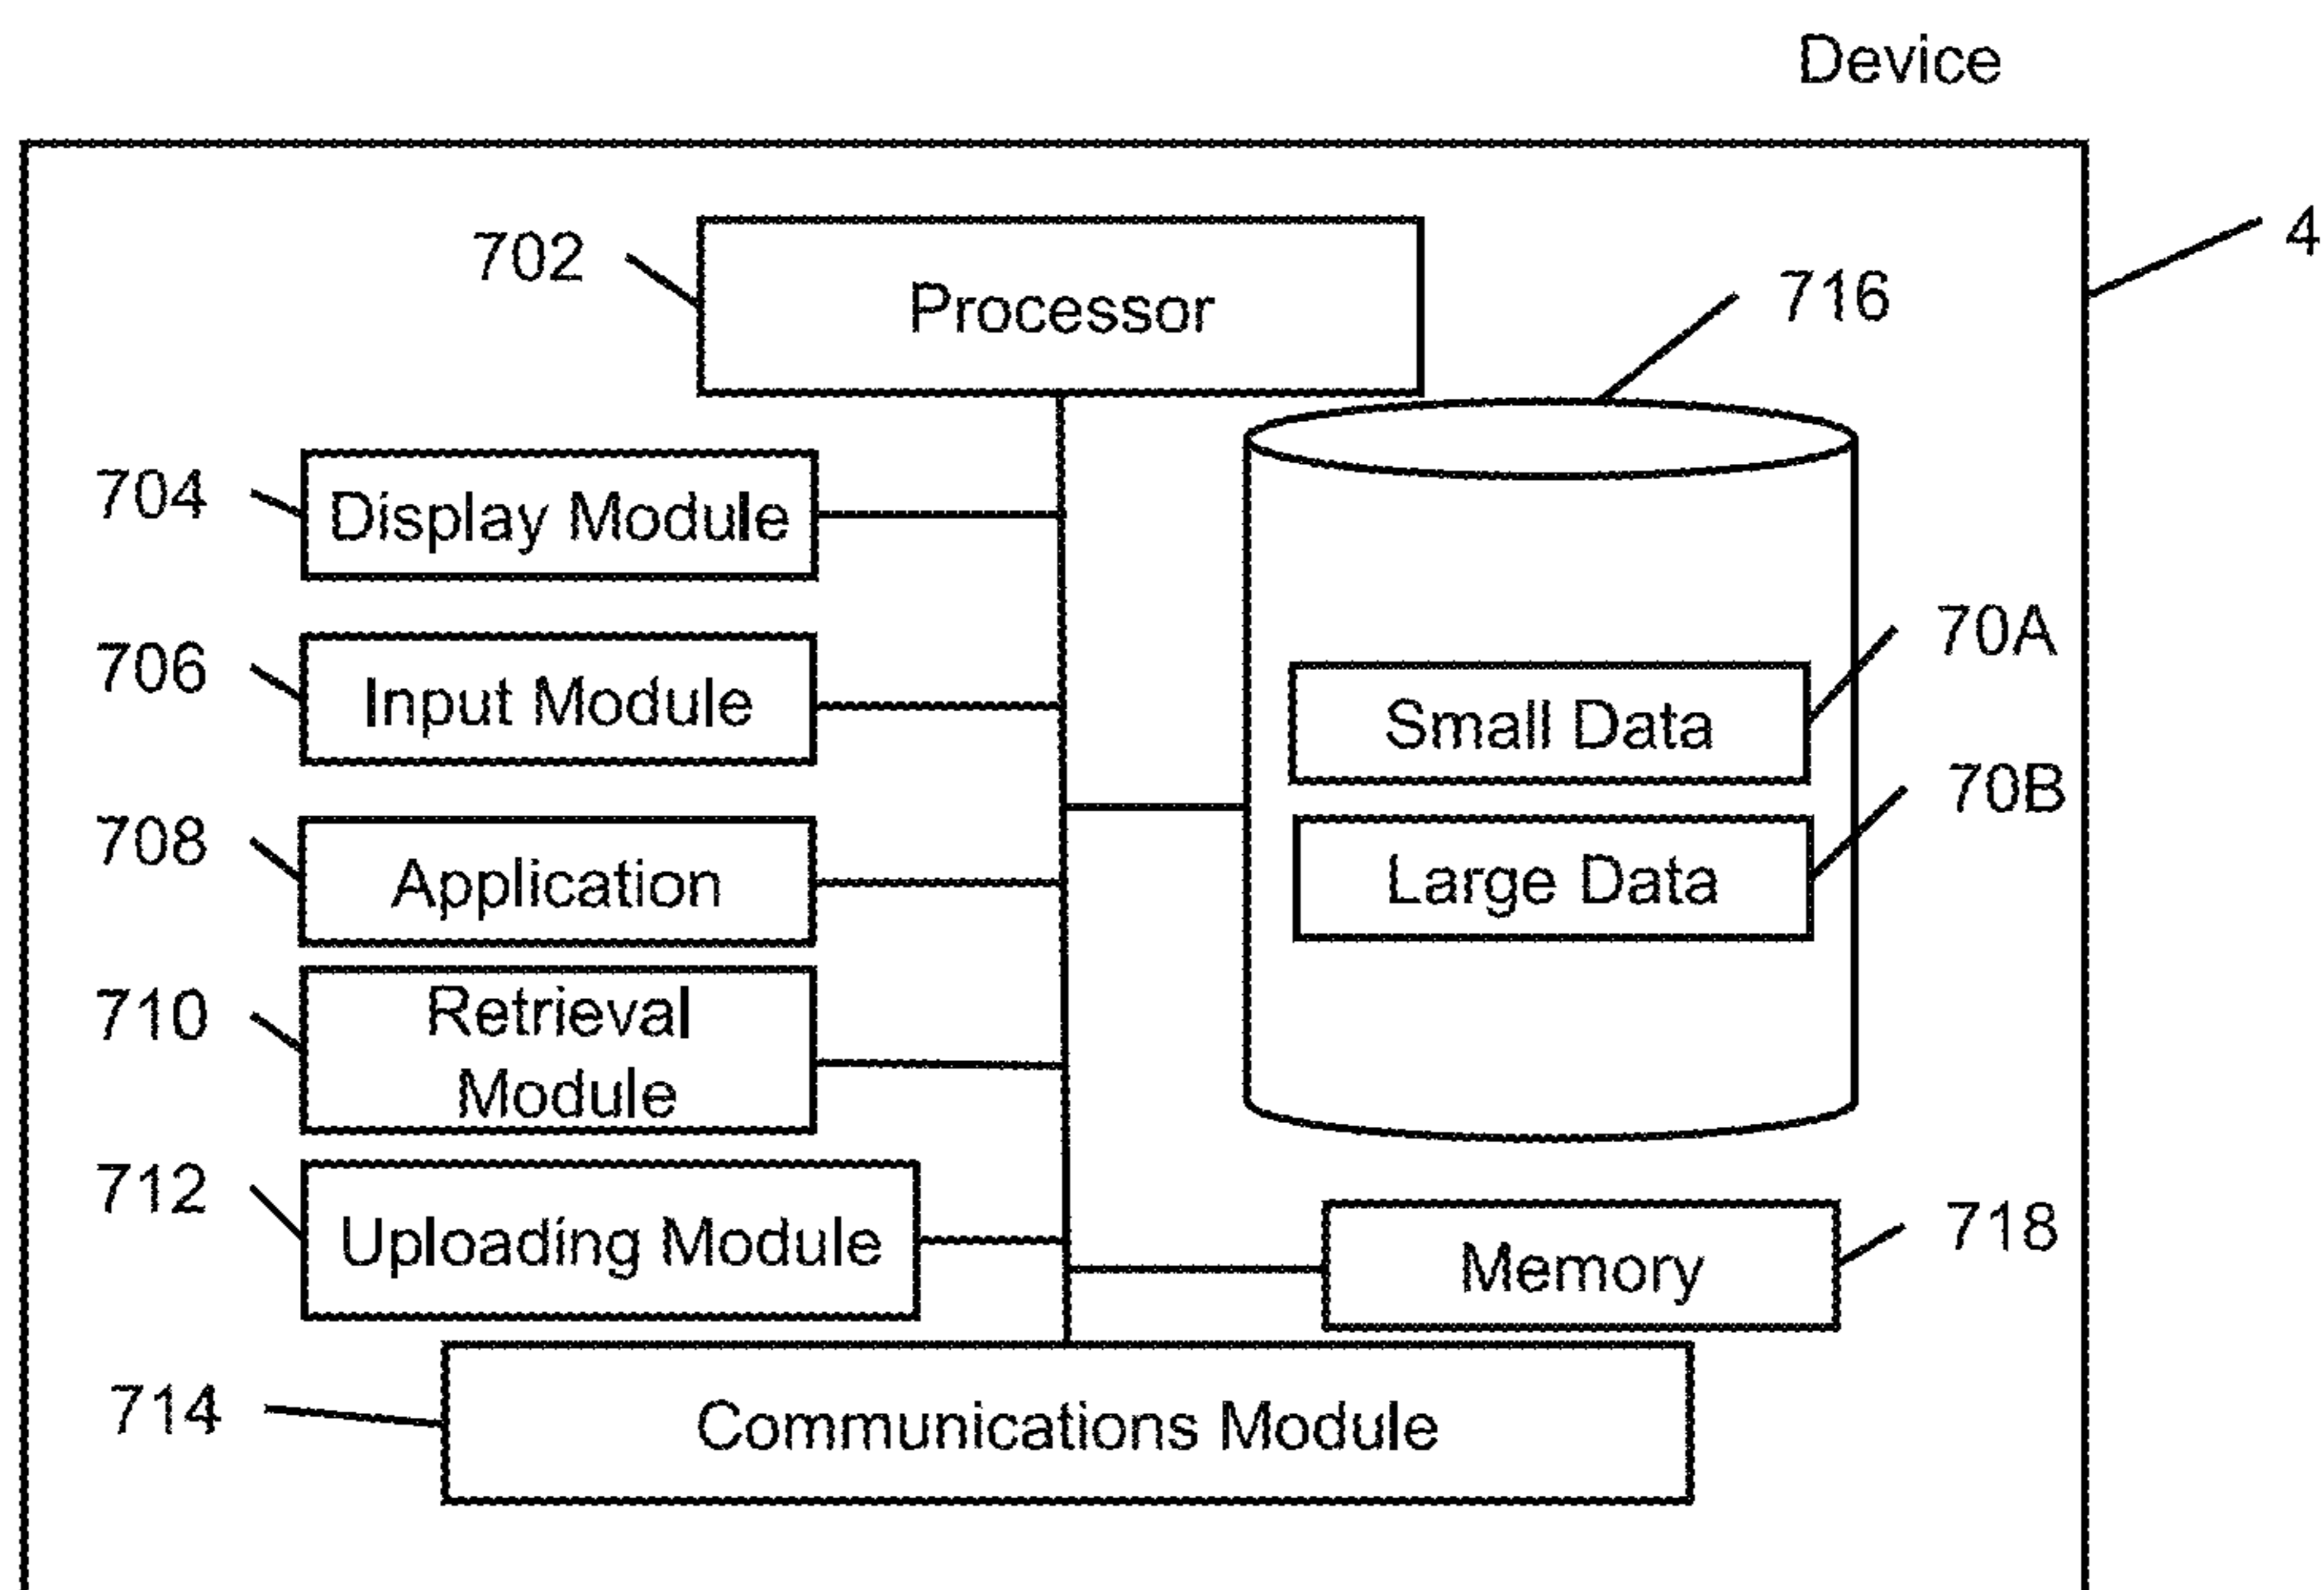 Device
4
702
Processor
716
704
Display Module
70A
706
Input Module
Small Data
70B
708
Application
Large Data
710
Retrieval
Module
712
Uploading Module
718
Memory
714
Communications Module